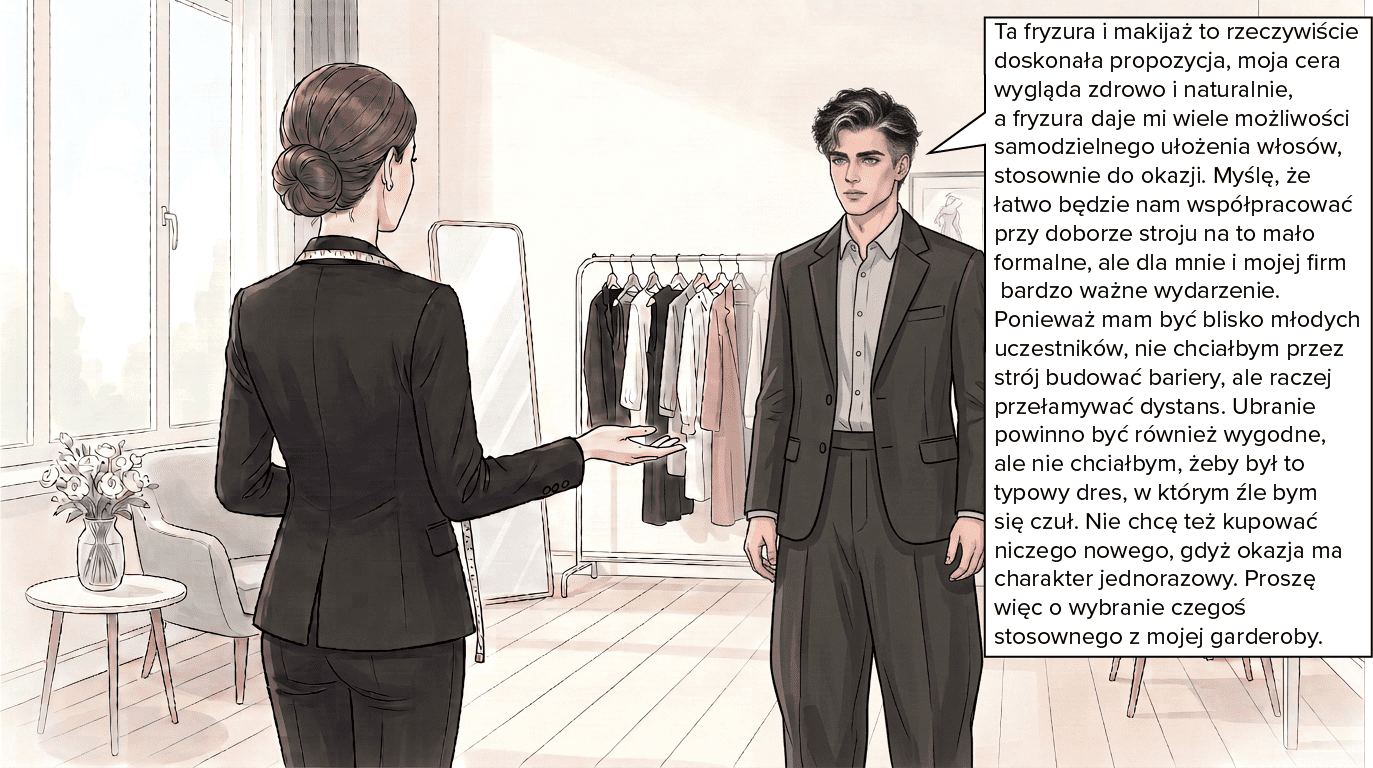 Ta fryzura i makijaż to rzeczywiście
doskonała propozycja, moja cera
wygląda zdrowo i naturalnie,
a fryzura daje mi wiele możliwości
samodzielnego ułożenia włosów,
stosownie do okazji. Myślę, że
łatwo będzie nam współpracować
przy doborze stroju na to mało
formalne, ale dla mnie i mojej firm
bardzo ważne wydarzenie.
Ponieważ mam być blisko młodych
uczestników, nie chciałbym przez
strój budować bariery, ale raczej
przełamywać dystans. Ubranie
powinno być również wygodne,
ale nie chciałbym, żeby był to
typowy dres, w którym źle bym
się czuł. Nie chcę też kupować
niczego nowego, gdyż okazja ma
charakter jednorazowy. Proszę
więc o wybranie czegoś
stosownego z mojej garderoby.